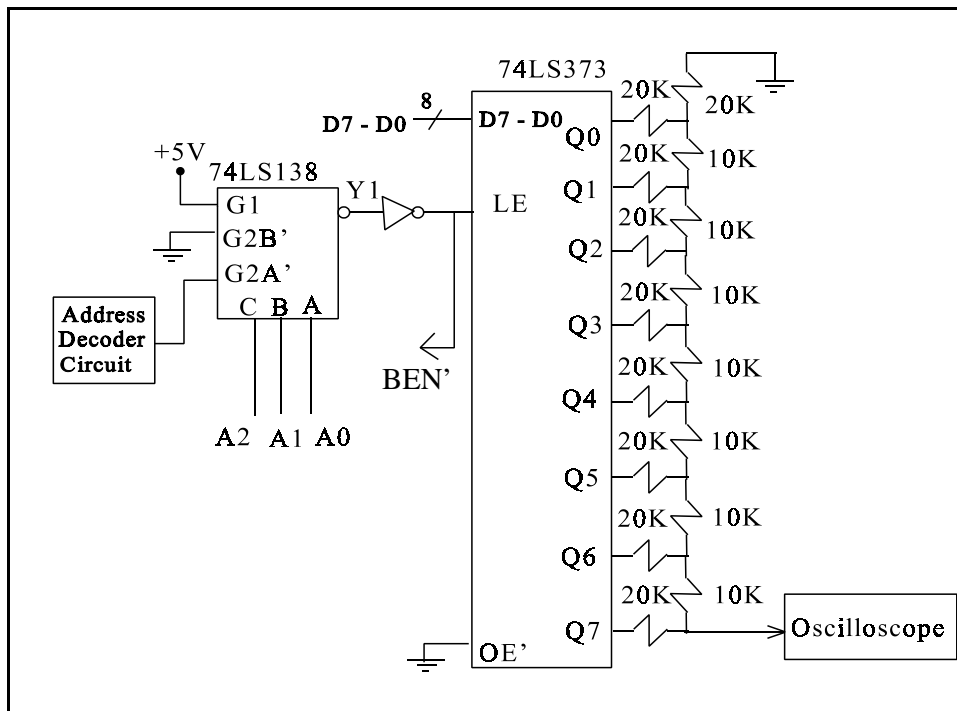 74LS373
20K
20K
8
D7 - D0
D7 - D0
Q0
20K
10K
+5V
74LS138
Y1
G1
LE
Q1
20K
10K
G2B’
Q2
G2A’
20K
10K
C B A
Q3
Address
Decoder
Circuit
20K
10K
BEN’
Q4
A2 A1 A0
20K
10K
Q5
20K
10K
Q6
20K
10K
Q7
Oscilloscope
OE’